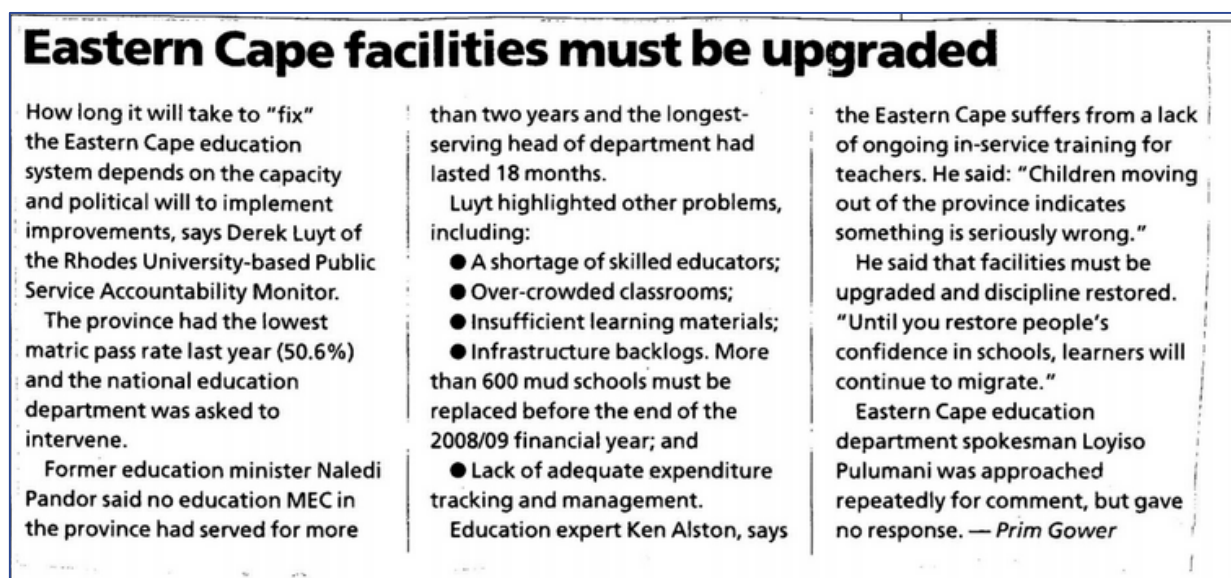 Eastern Cape facilities must be upgraded
How long it will take to "fix"
the Eastern Cape education
system depends on the capacity
and political will to implement
improvements, says Derek Luyt of
the Rhodes University-based Public
Service Accountability Monitor.
The province had the lowest
matric pass rate last year (50.6%)
and the national education
department was asked to
intervene.
Former education minister Naledi
Pandor said no education MEC in
the province had served for more
than two years and the longest-
serving head of department had
lasted 18 months.
Luyt highlighted other problems,
including:
● A shortage of skilled educators;
● Over-crowded classrooms;
● Insufficient learning materials;
● Infrastructure backlogs. More
than 600 mud schools must be
replaced before the end of the
2008/09 financial year; and
● Lack of adequate expenditure
tracking and management.
Education expert Ken Alston, says
the Eastern Cape suffers from a lack
of ongoing in-service training for
teachers. He said: "Children moving
out of the province indicates
something is seriously wrong."
He said that facilities must be
upgraded and discipline restored.
"Until you restore people's
confidence in schools, learners will
continue to migrate."
Eastern Cape education
department spokesman Loyiso
Pulumani was approached
repeatedly for comment, but gave
no response. — Prim Gower